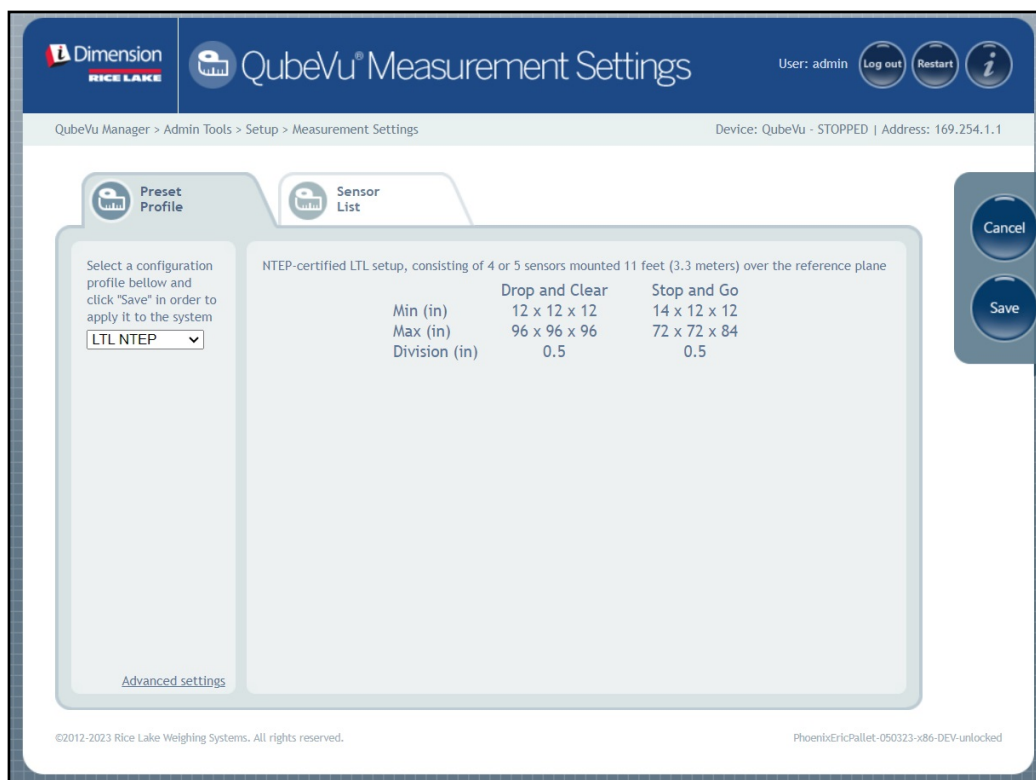 iDimension
RICE LAKE
QubeVu® Measurement Settings
User: admin
Log out
Restart
i
QubeVu Manager > Admin Tools > Setup > Measurement Settings
Device: QubeVu - STOPPED | Address: 169.254.1.1
Preset
Profile
Sensor
List
Cancel
Save
Select a configuration
profile bellow and
click "Save" in order to
apply it to the system
LTL NTEP
Advanced settings
NTEP-certified LTL setup, consisting of 4 or 5 sensors mounted 11 feet (3.3 meters) over the reference plane
Drop and Clear Stop and Go
Min (in) 12 x 12 x 12 14 x 12 x 12
Max (in) 96 x 96 x 96 72 x 72 x 84
Division (in) 0.5 0.5
©2012-2023 Rice Lake Weighing Systems. All rights reserved.
PhoenixEricPallet-050323-x86-DEV-unlocked